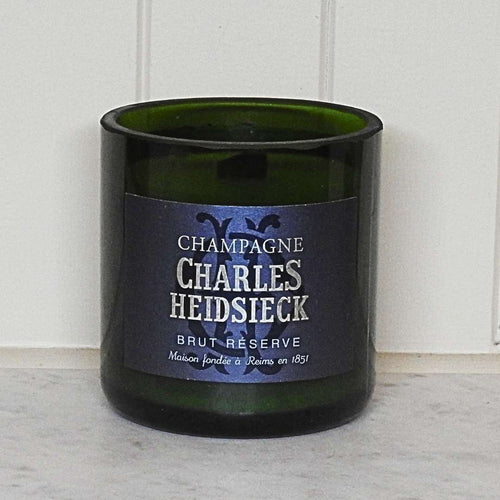 CHAMPAGNE
CHARLES
HEIDSIECK
BRUT RÉSERVE
Maison fondée à Reims en 1851